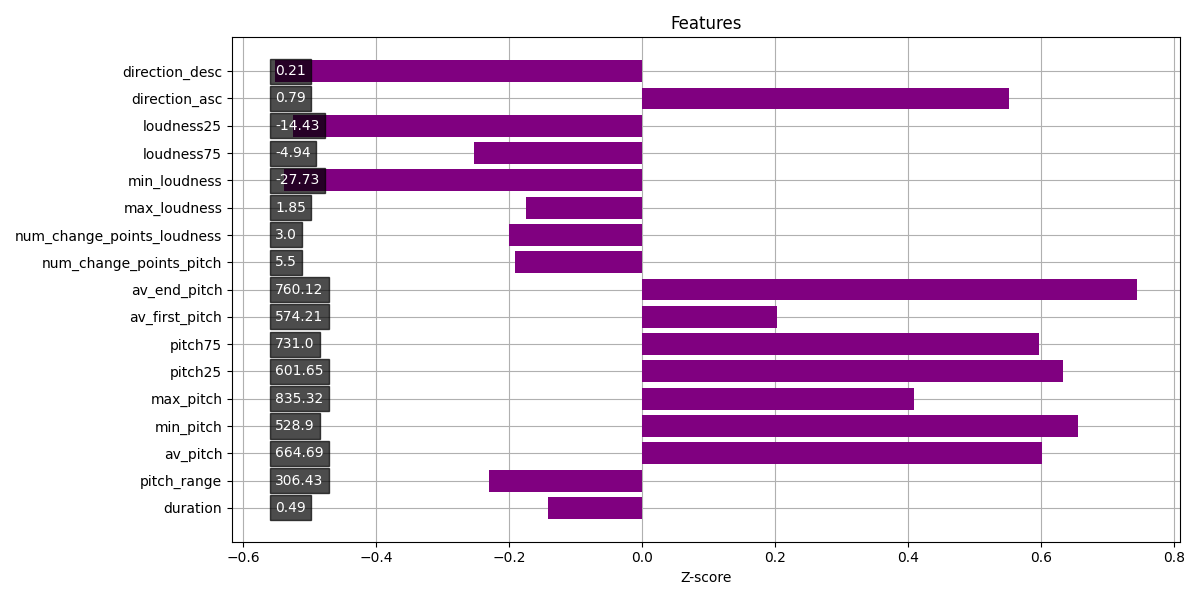 Features
direction_desc 0.21
direction_asc 0.79
loudness25 -14.43
loudness75 -4.94
min_loudness -27.73
max_loudness 1.85
num_change_points_loudness 3.0
num_change_points_pitch 5.5
av_end_pitch 760.12
av_first_pitch 574.21
pitch75 731.0
pitch25 601.65
max_pitch 835.32
min_pitch 528.9
av_pitch 664.69
pitch_range 306.43
duration 0.49
−0.6 −0.4 −0.2 0.0 0.2 0.4 0.6 0.8
Z-score